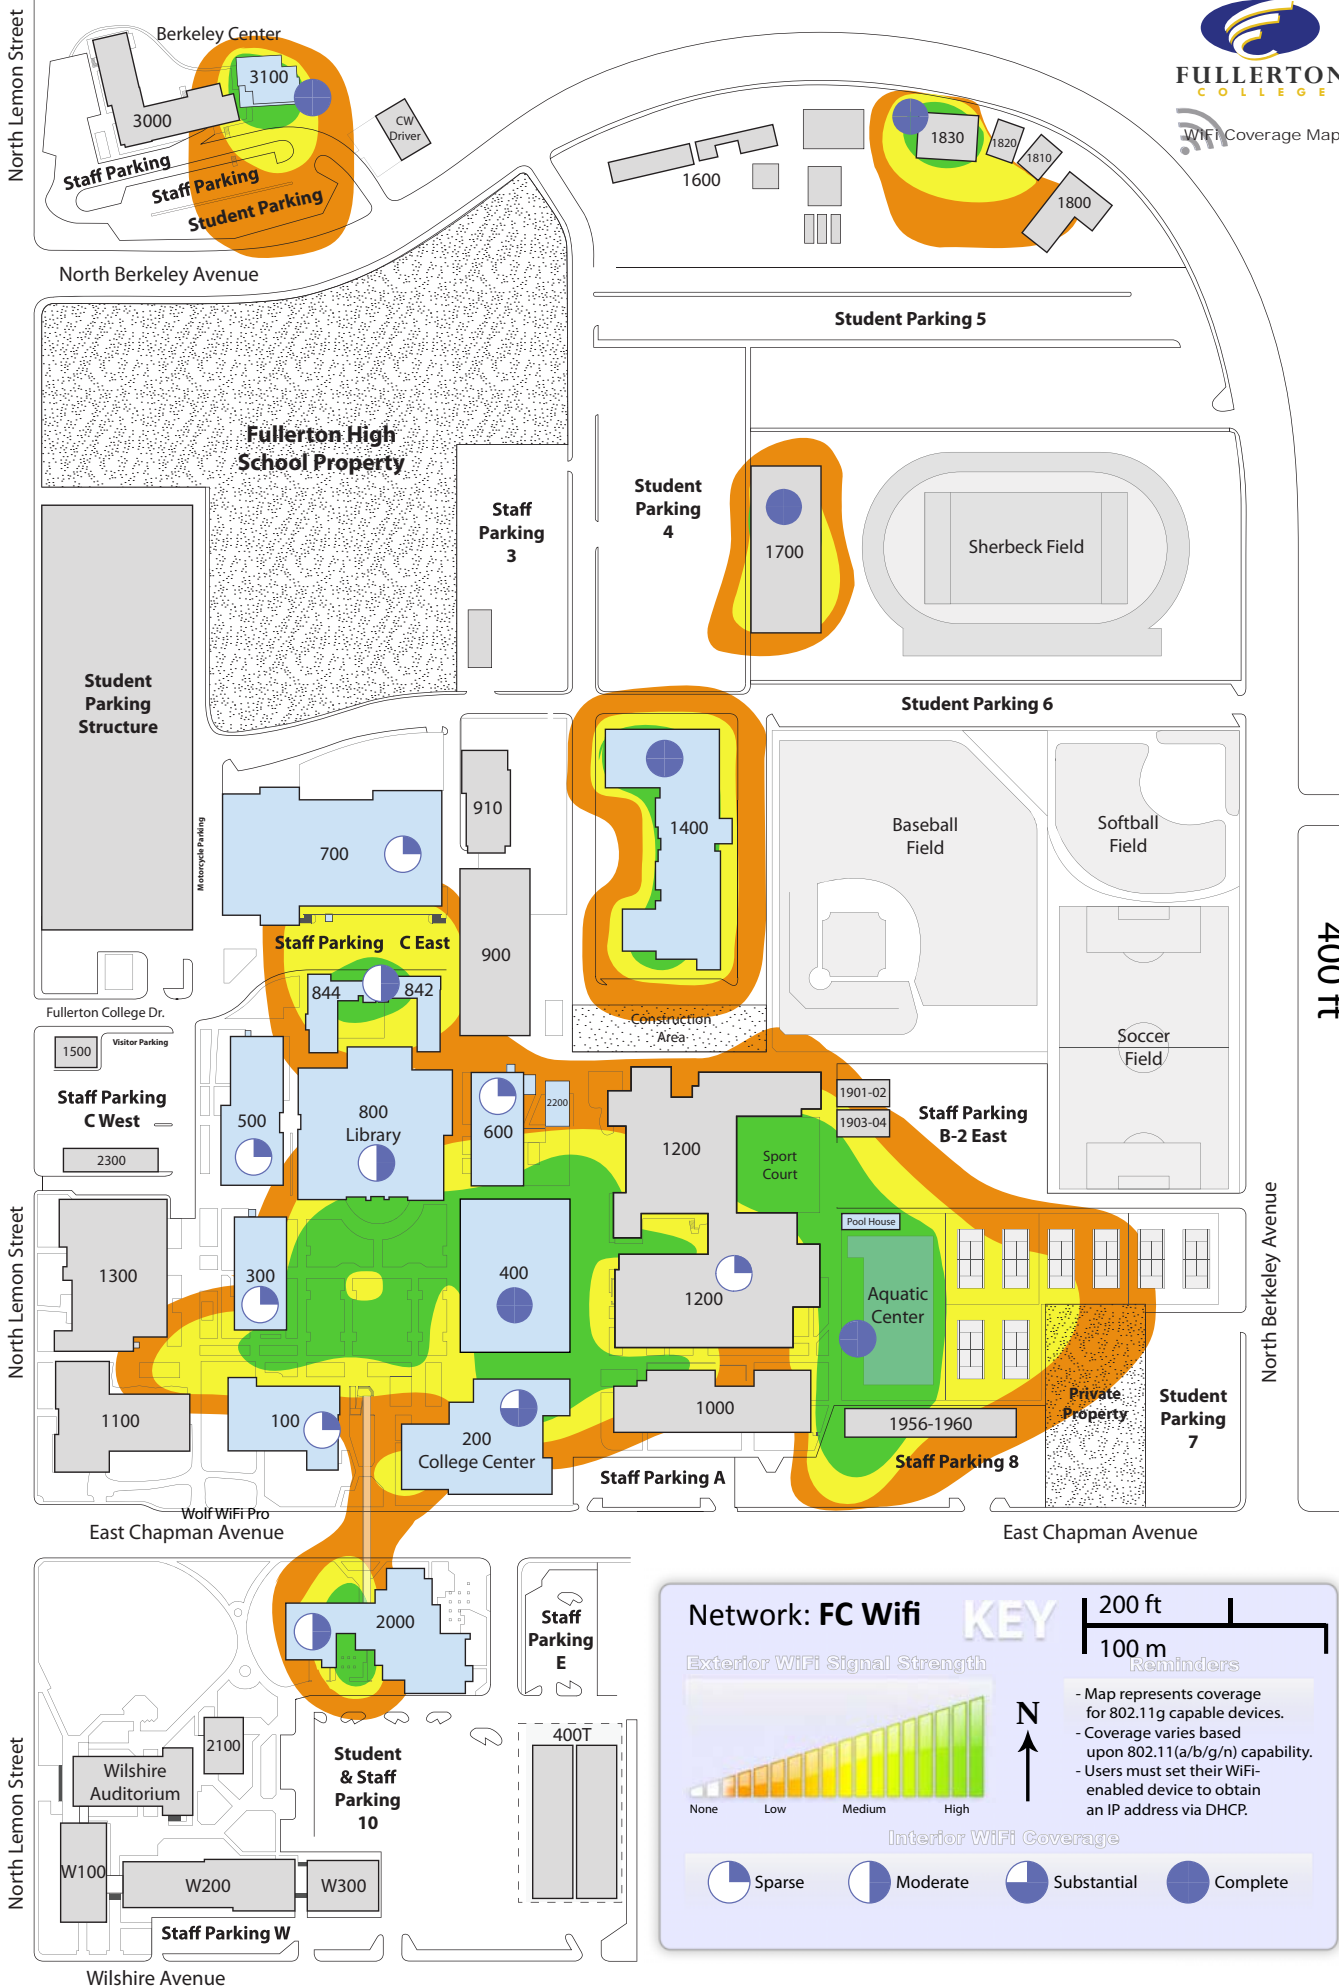 North Lemon Street
Berkeley Center
3100
3000
CW
Driver
Staff Parking
Staff Parking
Student Parking
North Berkeley Avenue
FULLERTON
COLLEGE
WiFi Coverage Map
1600
1830
1820
1810
1800
Student Parking 5
Fullerton High
School Property
Staff
Parking
3
Student
Parking
4
1700
Sherbeck Field
Student
Parking
Structure
Student Parking 6
Motorcycle Parking
700
910
1400
Baseball
Field
Softball
Field
400 ft
Staff Parking C East
900
844
842
Fullerton College Dr.
Construction
Area
1500
Visitor Parking
Soccer
Field
Staff Parking
C West
500
800
Library
600
2200
1200
1901-02
1903-04
Staff Parking
B-2 East
2300
Sport
Court
North Lemon Street
1300
300
400
1200
Pool House
Aquatic
Center
North Berkeley Avenue
1100
100
200
College Center
1000
1956-1960
Private
Property
Student
Parking
7
Staff Parking A
Staff Parking 8
Wolf WiFi Pro
East Chapman Avenue
East Chapman Avenue
2000
Staff
Parking
E
North Lemon Street
2100
Wilshire
Auditorium
Student
& Staff
Parking
10
400T
W100
W200
W300
Staff Parking W
Wilshire Avenue
Network: FC Wifi
KEY
200 ft
100 m
Exterior WiFi Signal Strength
None
Low
Medium
High
N
Reminders
- Map represents coverage
for 802.11g capable devices.
- Coverage varies based
upon 802.11(a/b/g/n) capability.
- Users must set their WiFi-
enabled device to obtain
an IP address via DHCP.
Interior WiFi Coverage
Sparse
Moderate
Substantial
Complete